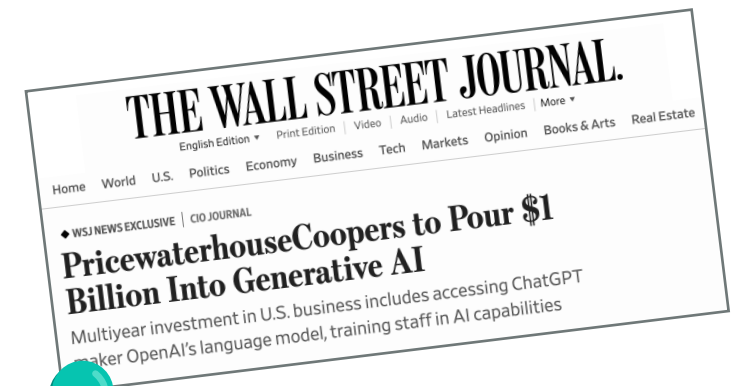 THE WALL STREET JOURNAL.
English Edition ▾ Print Edition | Video | Audio | Latest Headlines | More ▾
Home World U.S. Politics Economy Business Tech Markets Opinion Books & Arts Real Estate
◆ WSJ NEWS EXCLUSIVE | CIO JOURNAL
PricewaterhouseCoopers to Pour $1
Billion Into Generative AI
Multiyear investment in U.S. business includes accessing ChatGPT
maker OpenAI's language model, training staff in AI capabilities